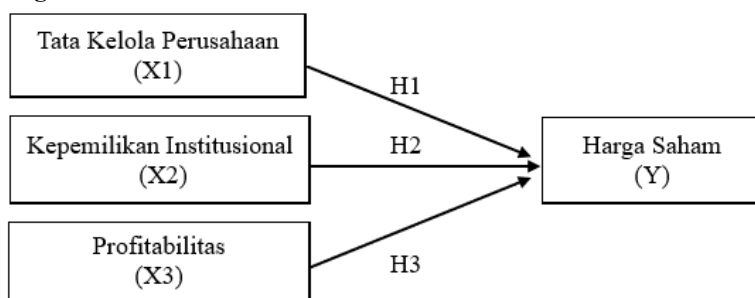 Tata Kelola Perusahaan
(X1)
H1
Kepemilikan Institusional
(X2)
H2
Harga Saham
(Y)
Profitabilitas
(X3)
H3